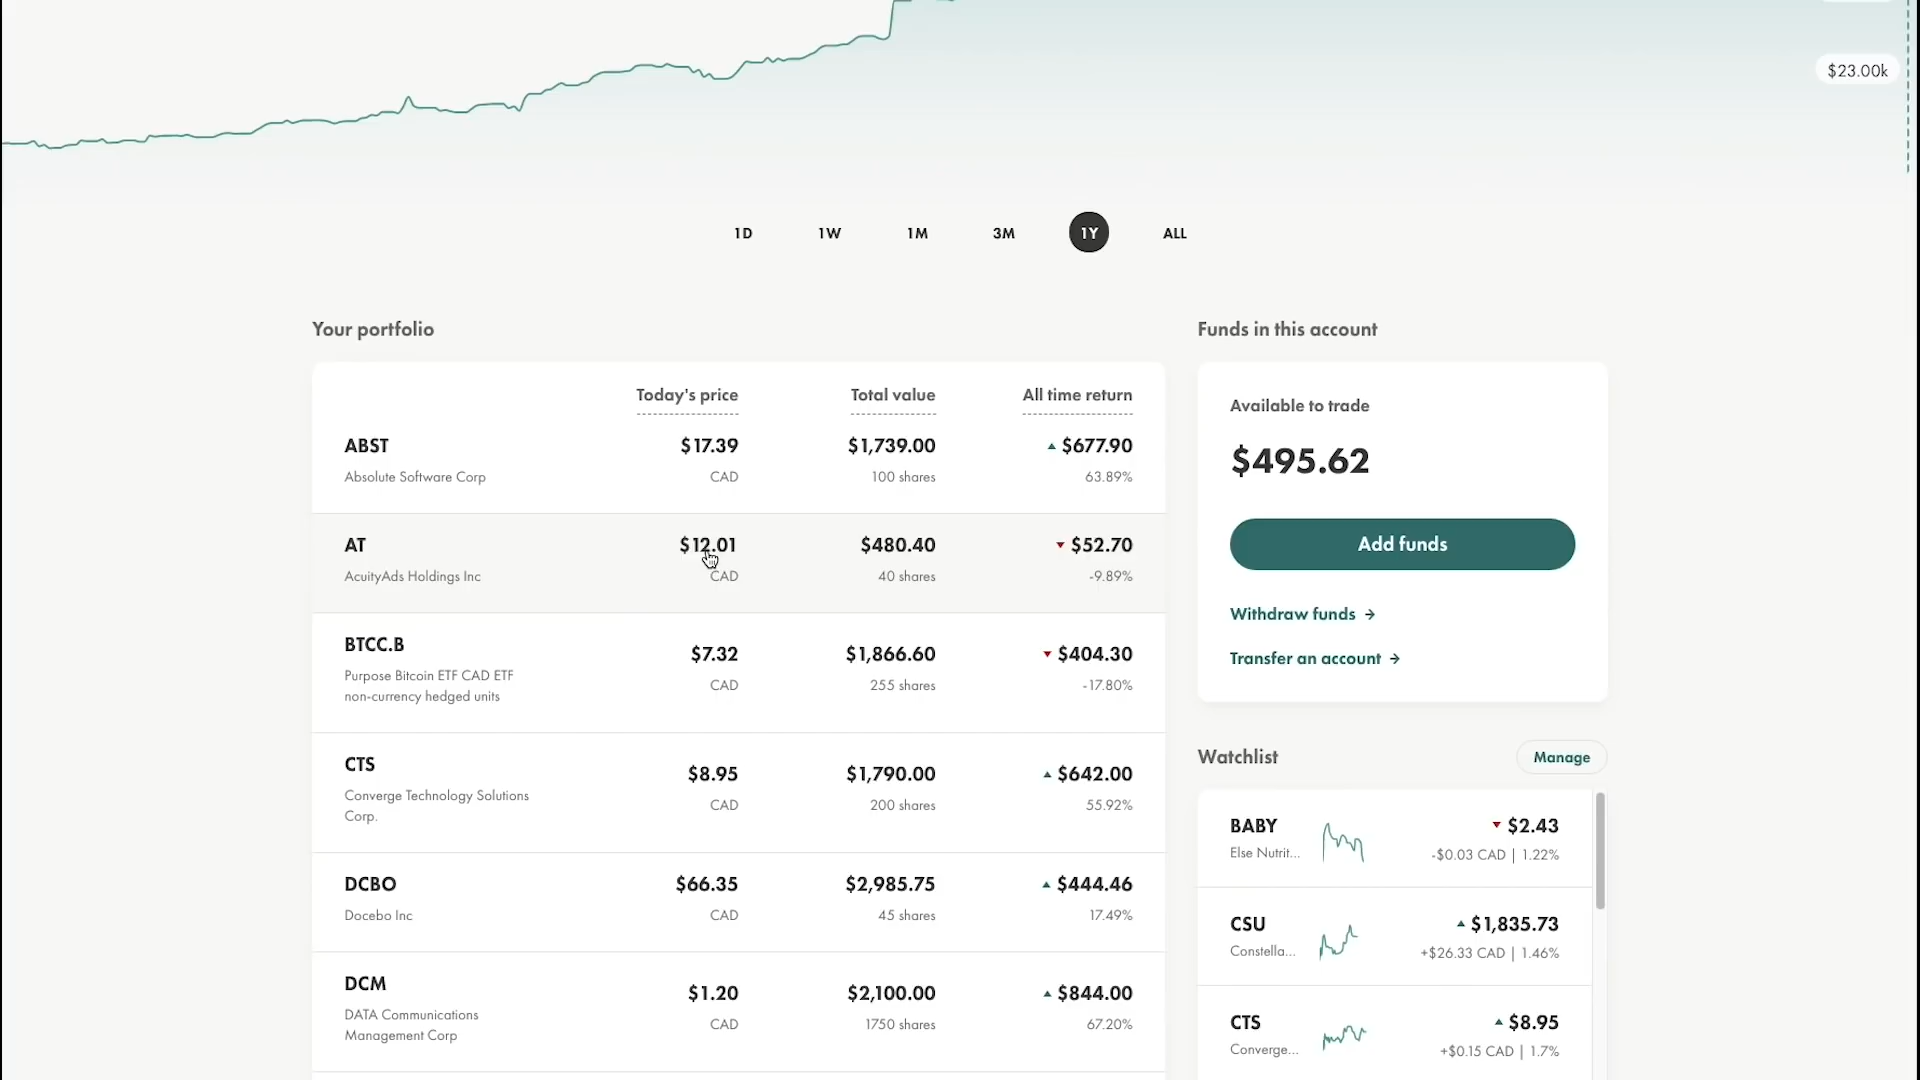 $23.00k
1D 1W 1M 3M 1Y ALL
Your portfolio
Today's price Total value All time return
ABST $17.39 $1,739.00 $677.90
Absolute Software Corp CAD 100 shares 63.89%
AT $12.01 $480.40 $52.70
AcuityAds Holdings Inc CAD 40 shares -9.89%
BTCC.B $7.32 $1,866.60 $404.30
Purpose Bitcoin ETF CAD ETF CAD 255 shares -17.80%
non-currency hedged units
CTS $8.95 $1,790.00 $642.00
Converge Technology Solutions CAD 200 shares 55.92%
Corp.
DCBO $66.35 $2,985.75 $444.46
Docebo Inc CAD 45 shares 17.49%
DCM $1.20 $2,100.00 $844.00
DATA Communications CAD 1750 shares 67.20%
Management Corp
Funds in this account
Available to trade
$495.62
Add funds
Withdraw funds →
Transfer an account →
Watchlist Manage
BABY $2.43
Else Nutrit... -$0.03 CAD | 1.22%
CSU $1,835.73
Constella... +$26.33 CAD | 1.46%
CTS $8.95
Converge... +$0.15 CAD | 1.7%